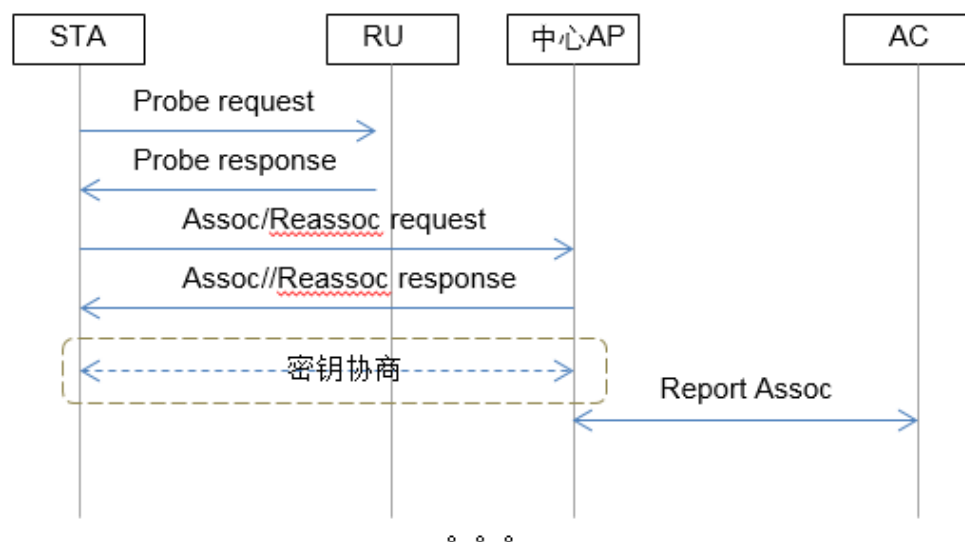 STA
RU
中心AP
AC
Probe request
Probe response
Assoc/Reassoc request
Assoc//Reassoc response
密钥协商
Report Assoc